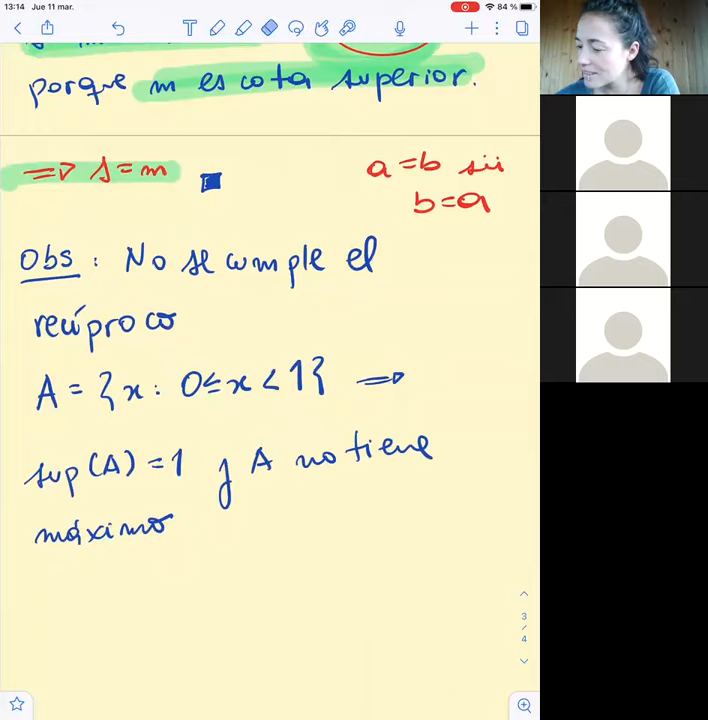 13:14 Jue 11 mar.
84 %
porque m es cota superior.
⟹ s = m
a = b sii
b = a
Obs : No se cumple el
recíproco
A = { x : 0 ≤ x < 1 } ⟹
sup(A) = 1 y A no tiene
máximo
3
/
4